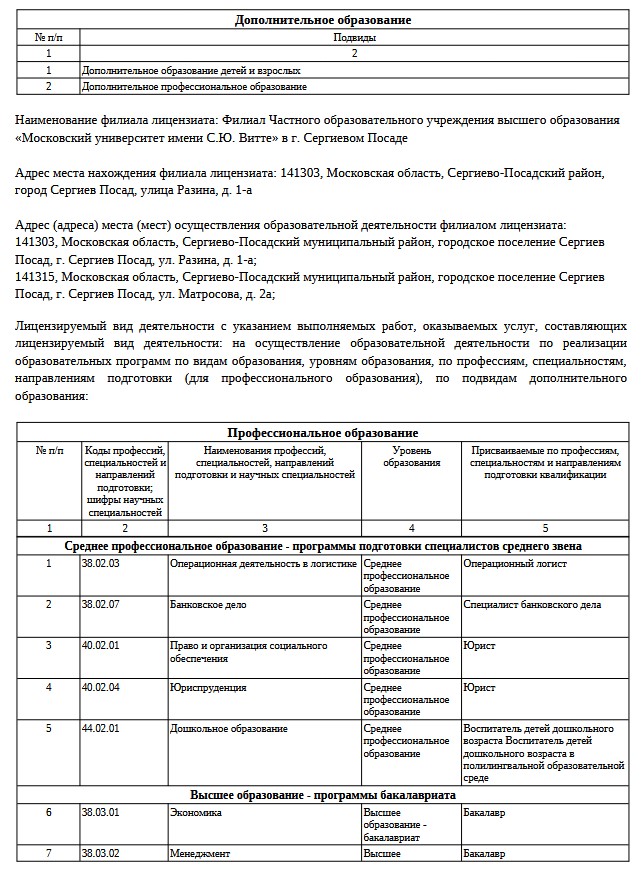 Дополнительное образование
№ п/п Подвиды
1 2
1 Дополнительное образование детей и взрослых
2 Дополнительное профессиональное образование
Наименование филиала лицензиата: Филиал Частного образовательного учреждения высшего образования
«Московский университет имени С.Ю. Витте» в г. Сергиевом Посаде
Адрес места нахождения филиала лицензиата: 141303, Московская область, Сергиево-Посадский район,
город Сергиев Посад, улица Разина, д. 1-а
Адрес (адреса) места (мест) осуществления образовательной деятельности филиалом лицензиата:
141303, Московская область, Сергиево-Посадский муниципальный район, городское поселение Сергиев
Посад, г. Сергиев Посад, ул. Разина, д. 1-а;
141315, Московская область, Сергиево-Посадский муниципальный район, городское поселение Сергиев
Посад, г. Сергиев Посад, ул. Матросова, д. 2а;
Лицензируемый вид деятельности с указанием выполняемых работ, оказываемых услуг, составляющих
лицензируемый вид деятельности: на осуществление образовательной деятельности по реализации
образовательных программ по видам образования, уровням образования, по профессиям, специальностям,
направлениям подготовки (для профессионального образования), по подвидам дополнительного
образования:
Профессиональное образование
№ п/п Коды профессий, Наименования профессий, Уровень Присваиваемые по профессиям,
специальностей и специальностей, направлений образования специальностям и направлениям
направлений подготовки и научных специальностей подготовки квалификации
подготовки;
шифры научных
специальностей
1 2 3 4 5
Среднее профессиональное образование - программы подготовки специалистов среднего звена
1 38.02.03 Операционная деятельность в логистике Среднее Операционный логист
профессиональное
образование
2 38.02.07 Банковское дело Среднее Специалист банковского дела
профессиональное
образование
3 40.02.01 Право и организация социального Среднее Юрист
обеспечения профессиональное
образование
4 40.02.04 Юриспруденция Среднее Юрист
профессиональное
образование
5 44.02.01 Дошкольное образование Среднее Воспитатель детей дошкольного
профессиональное возраста Воспитатель детей
образование дошкольного возраста в
полилингвальной образовательной
среде
Высшее образование - программы бакалавриата
6 38.03.01 Экономика Высшее Бакалавр
образование -
бакалавриат
7 38.03.02 Менеджмент Высшее Бакалавр